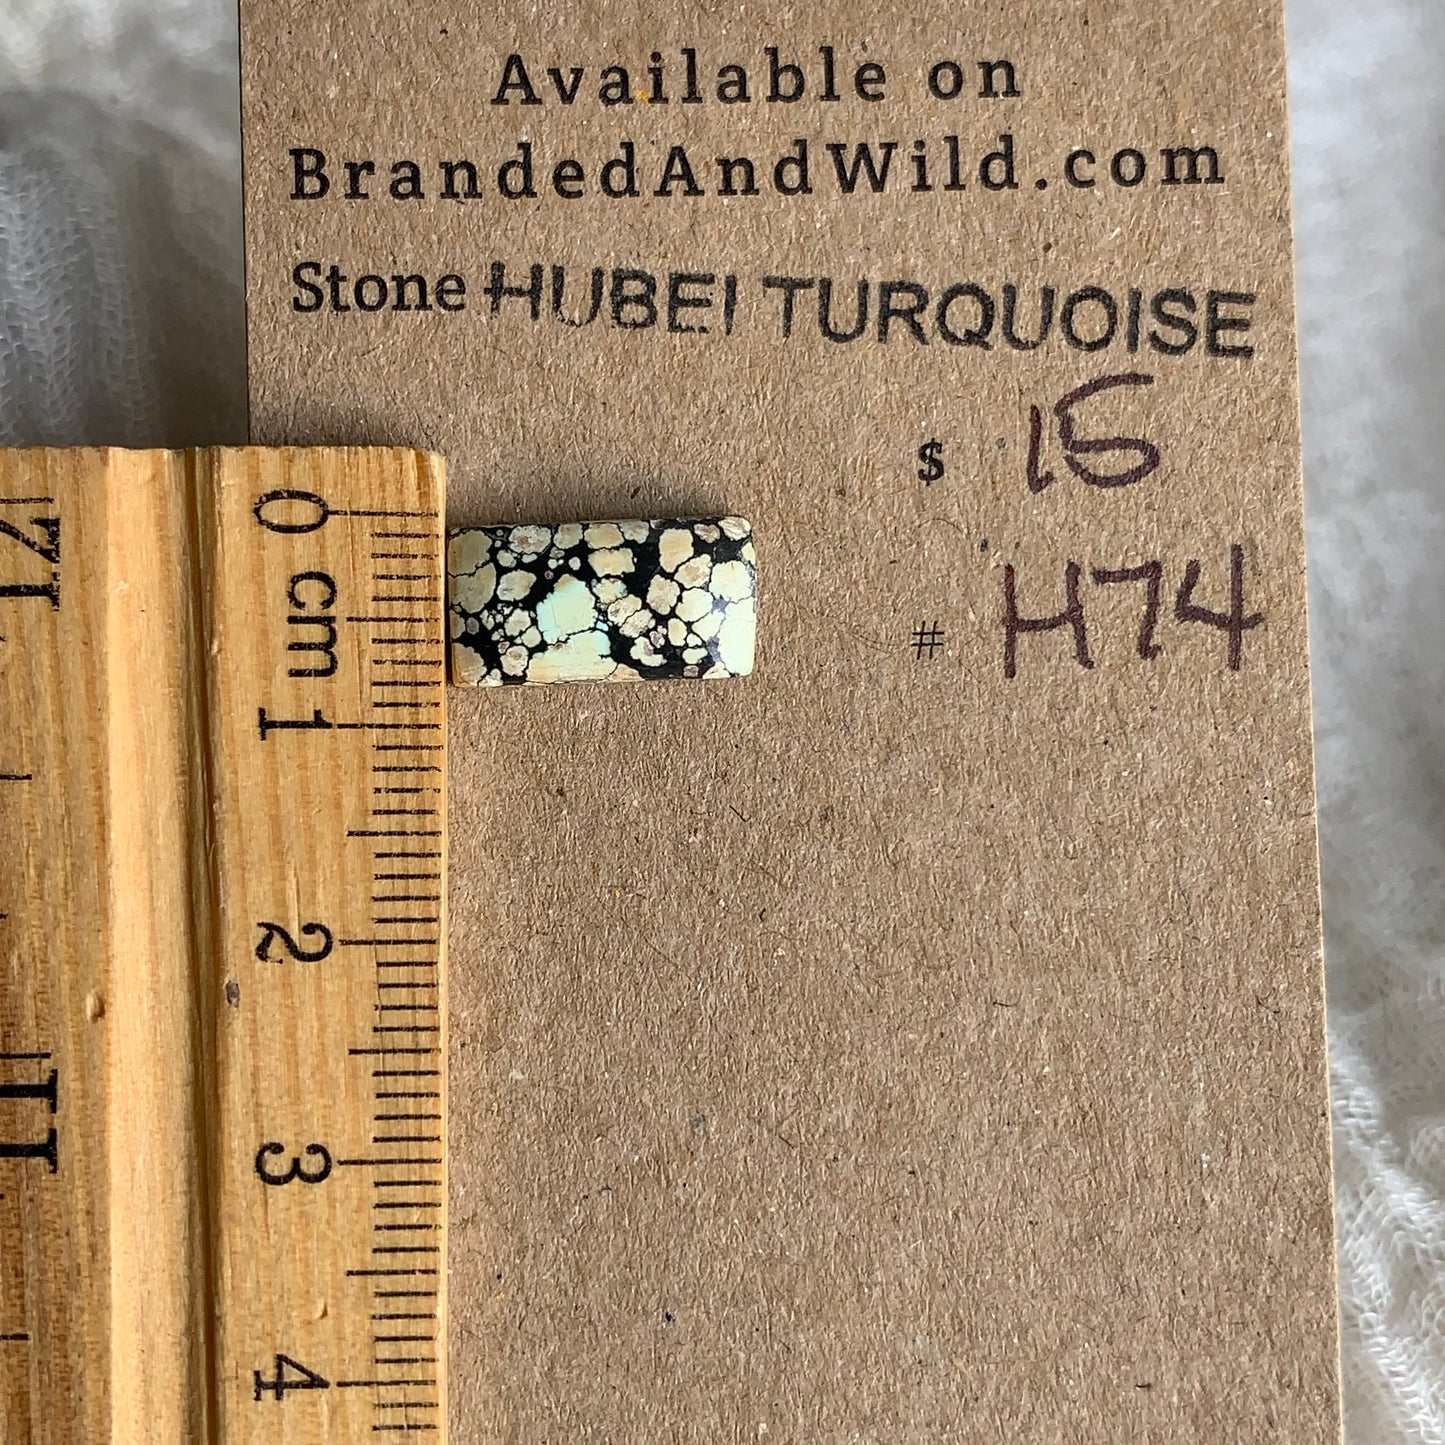 Available on
BrandedAndWild.com
Stone HUBEI TURQUOISE
$ 15
# H74
0
cm
1
2
3
4